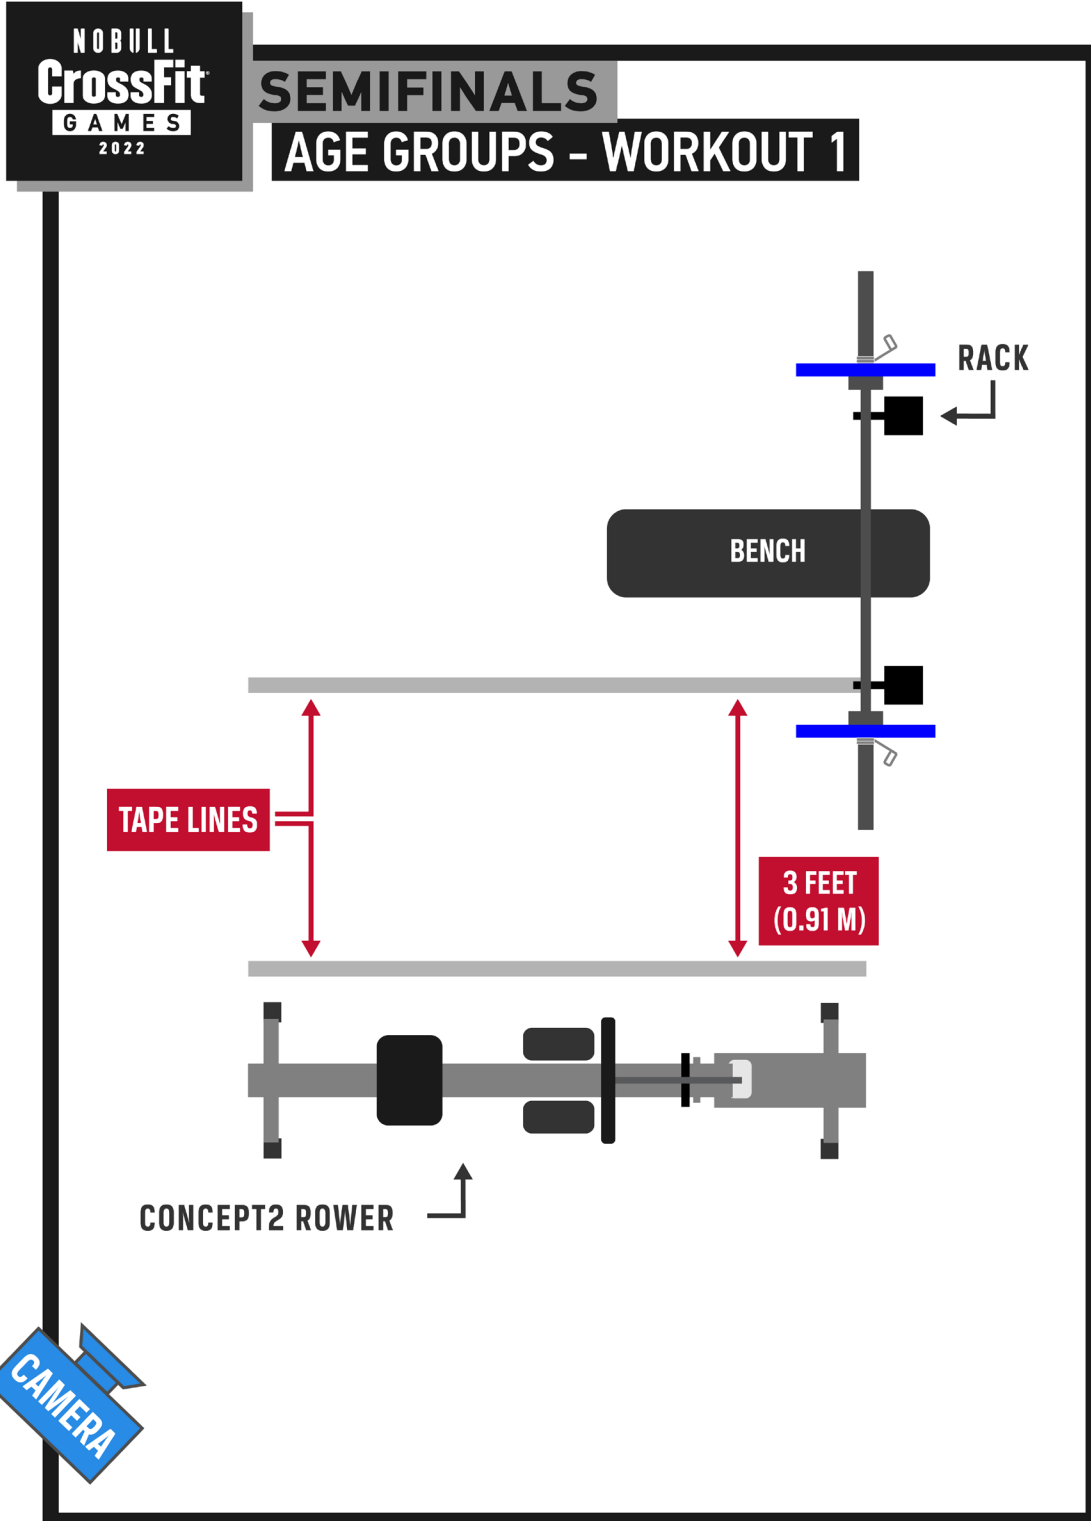 NOBULL
CrossFit
GAMES
2022
SEMIFINALS
AGE GROUPS - WORKOUT 1
RACK
BENCH
TAPE LINES
3 FEET
(0.91 M)
CONCEPT2 ROWER
CAMERA